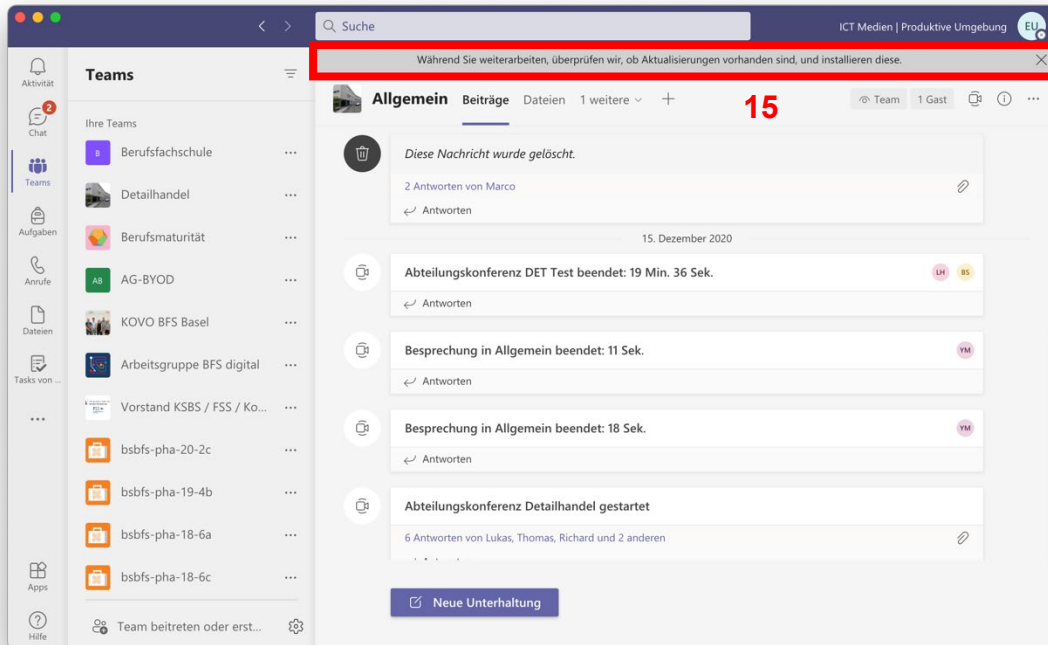 Suche
ICT Medien | Produktive Umgebung
EU
Während Sie weiterarbeiten, überprüfen wir, ob Aktualisierungen vorhanden sind, und installieren diese.
Aktivität
2
Chat
Teams
Aufgaben
Anrufe
Dateien
Tasks von ...
Apps
Hilfe
Teams
Ihre Teams
B Berufsfachschule
Detailhandel
Berufsmaturität
AB AG-BYOD
KOVO BFS Basel
Arbeitsgruppe BFS digital
Vorstand KSBS / FSS / Ko...
bsbfs-pha-20-2c
bsbfs-pha-19-4b
bsbfs-pha-18-6a
bsbfs-pha-18-6c
Team beitreten oder erst...
Allgemein Beiträge Dateien 1 weitere
15
Team 1 Gast
Diese Nachricht wurde gelöscht.
2 Antworten von Marco
Antworten
15. Dezember 2020
Abteilungskonferenz DET Test beendet: 19 Min. 36 Sek. LH BS
Antworten
Besprechung in Allgemein beendet: 11 Sek. YM
Antworten
Besprechung in Allgemein beendet: 18 Sek. YM
Antworten
Abteilungskonferenz Detailhandel gestartet
6 Antworten von Lukas, Thomas, Richard und 2 anderen
Neue Unterhaltung